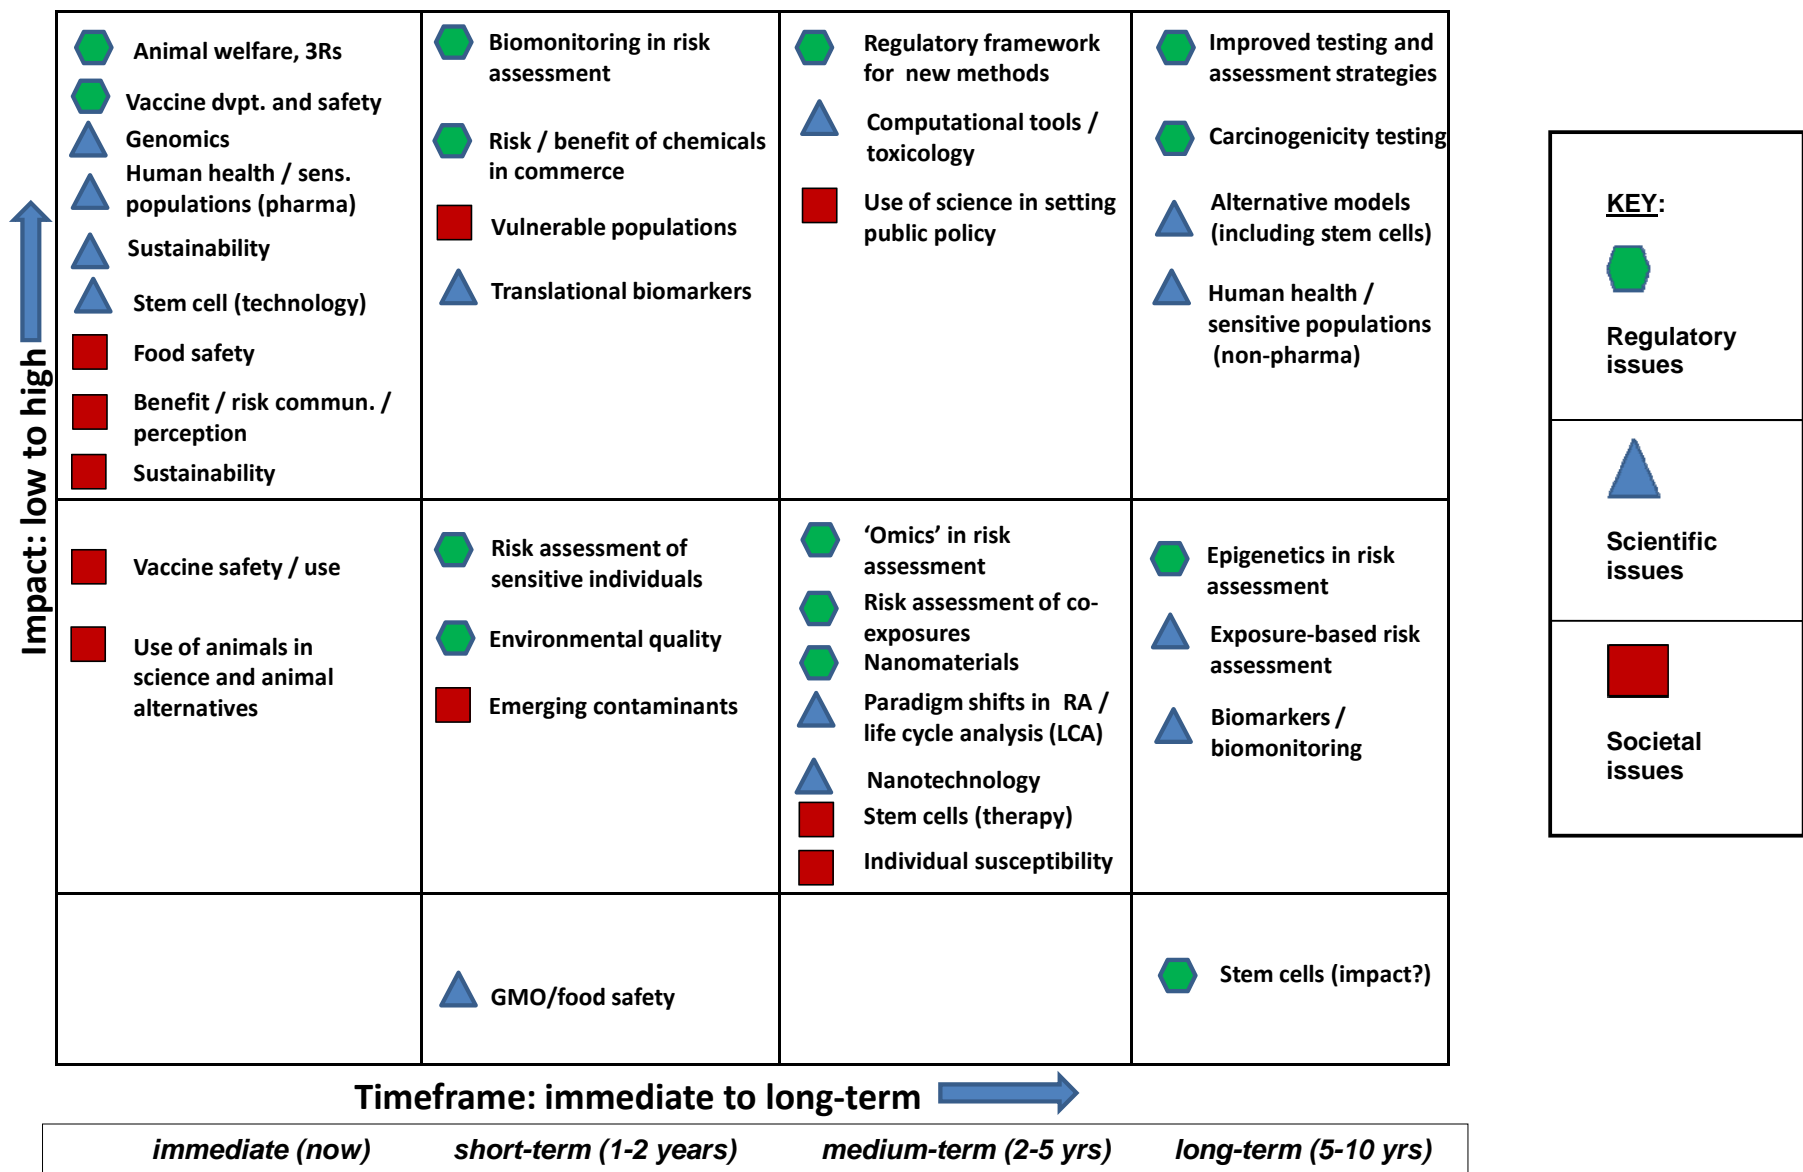 Animal welfare, 3Rs
Vaccine dvpt. and safety
Genomics
Human health / sens.
populations (pharma)
Sustainability
Stem cell (technology)
Food safety
Benefit / risk commun. /
perception
Sustainability
Biomonitoring in risk
assessment
Risk / benefit of chemicals
in commerce
Vulnerable populations
Translational biomarkers
Regulatory framework
for new methods
Computational tools /
toxicology
Use of science in setting
public policy
Improved testing and
assessment strategies
Carcinogenicity testing
Alternative models
(including stem cells)
Human health /
sensitive populations
(non-pharma)
Vaccine safety / use
Use of animals in
science and animal
alternatives
Risk assessment of
sensitive individuals
Environmental quality
Emerging contaminants
‘Omics’ in risk
assessment
Risk assessment of co-
exposures
Nanomaterials
Paradigm shifts in RA /
life cycle analysis (LCA)
Nanotechnology
Stem cells (therapy)
Individual susceptibility
Epigenetics in risk
assessment
Exposure-based risk
assessment
Biomarkers /
biomonitoring
GMO/food safety
Stem cells (impact?)
Impact: low to high
Timeframe: immediate to long-term
immediate (now)
short-term (1-2 years)
medium-term (2-5 yrs)
long-term (5-10 yrs)
KEY:
Regulatory
issues
Scientific
issues
Societal
issues